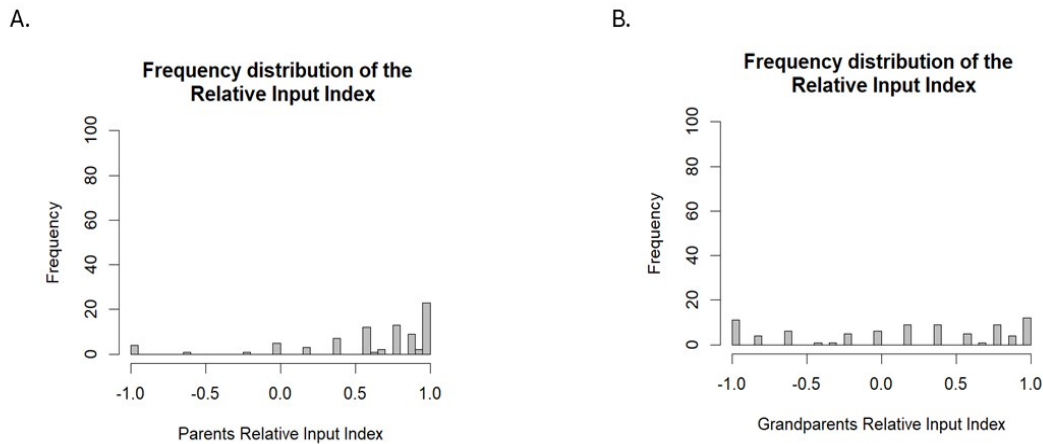 A.
Frequency distribution of the
Relative Input Index
Frequency
0
20
40
60
80
100
-1.0
-0.5
0.0
0.5
1.0
Parents Relative Input Index
B.
Frequency distribution of the
Relative Input Index
Frequency
0
20
40
60
80
100
-1.0
-0.5
0.0
0.5
1.0
Grandparents Relative Input Index